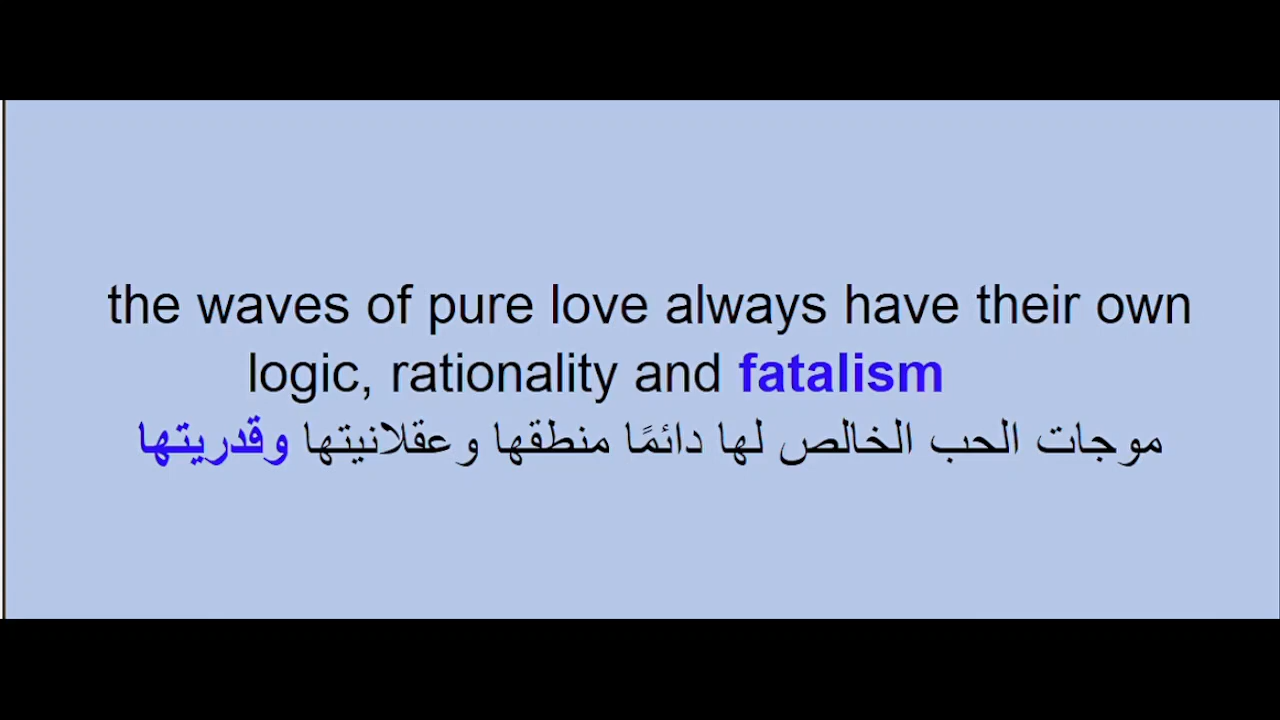 the waves of pure love always have their own
logic, rationality and fatalism
موجات الحب الخالص لها دائمًا منطقها وعقلانيتها وقدريتها